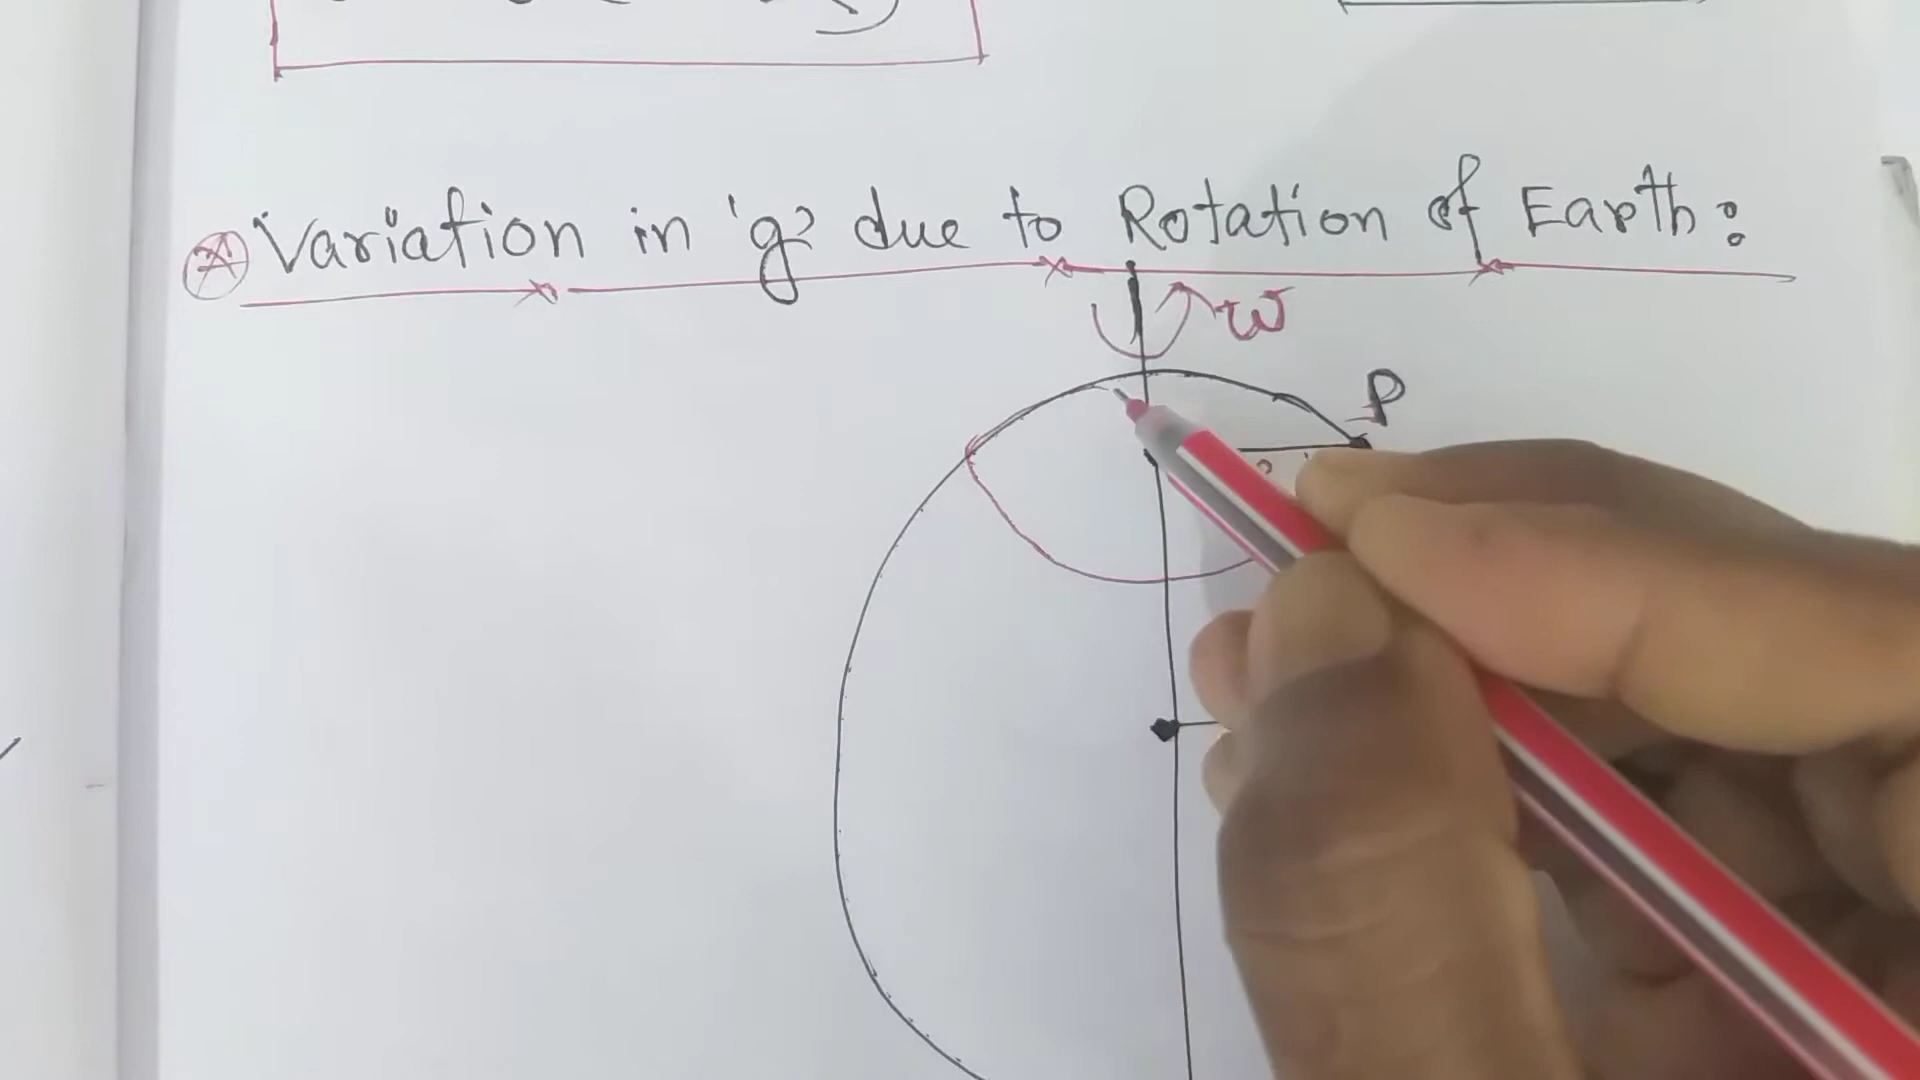 Variation in 'g' due to Rotation of Earth:
w
P